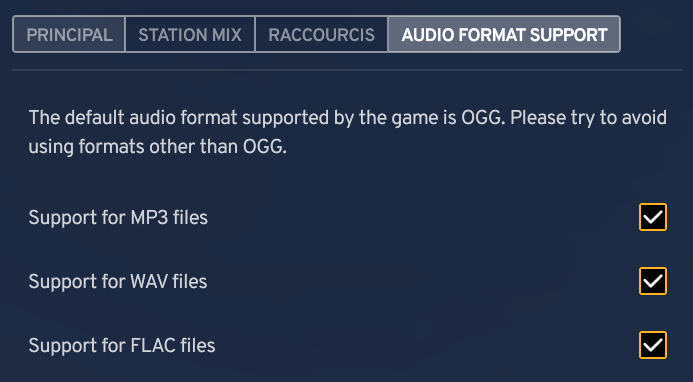 PRINCIPAL STATION MIX RACCOURCIS AUDIO FORMAT SUPPORT
The default audio format supported by the game is OGG. Please try to avoid
using formats other than OGG.
Support for MP3 files
Support for WAV files
Support for FLAC files